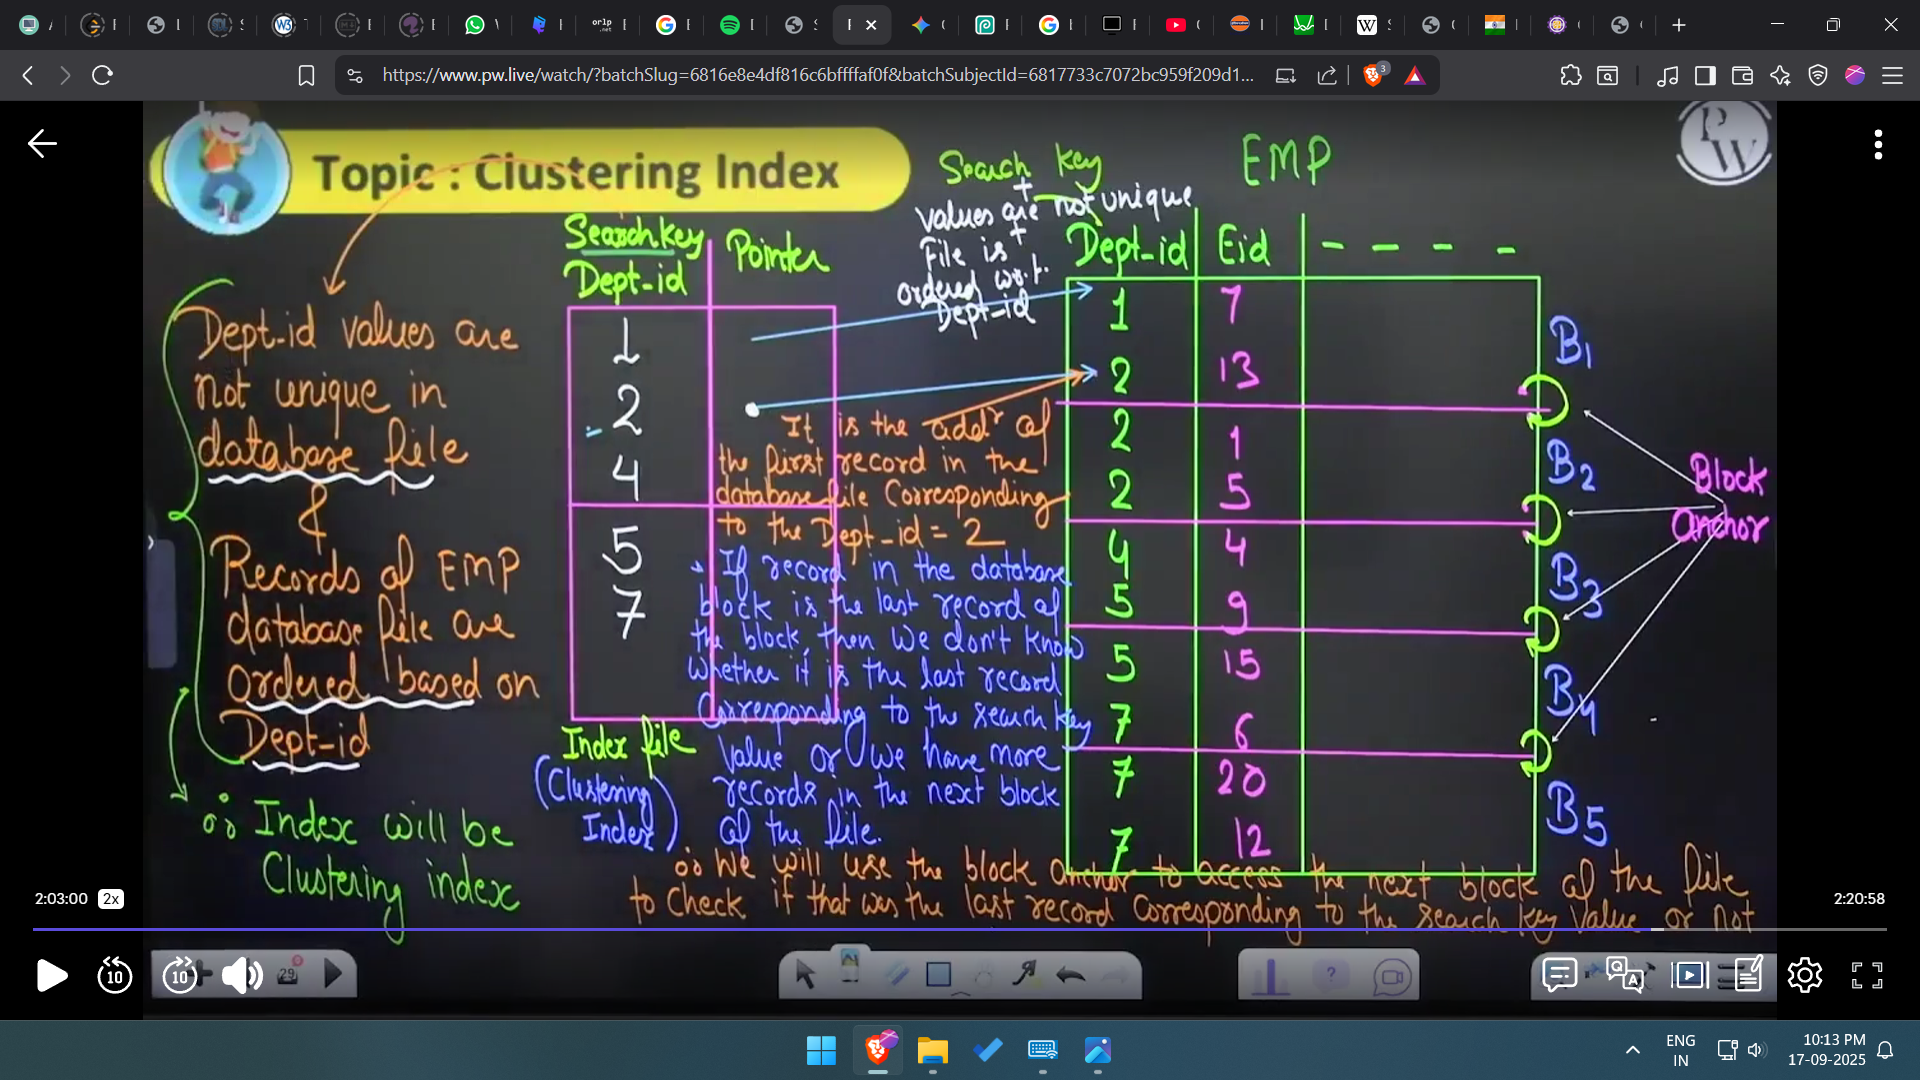 https://www.pw.live/watch/?batchSlug=6816e8e4df816c6bffffaf0f&batchSubjectId=6817733c7072bc959f209d1...
3
Topic : Clustering Index
PW
Search Key
+
values are not unique
+
File is
ordered w.r.t.
Dept-id
EMP
Searchkey
Dept-id
Pointer
1
2
4
5
7
Index file
(Clustering
Index)
Dept-id Eid - - - -
1 7
2 13
2 1
2 5
4 4
5 9
5 15
7 6
7 20
7 12
B1
B2
B3
B4
B5
Block
Anchor
Dept-id values are
not unique in
database file
&
Records of EMP
database file are
ordered based on
Dept-id
∴ Index will be
Clustering index
It is the addr of
the first record in the
database file Corresponding
to the Dept-id = 2
If record in the database
block is the last record of
the block, then we don't know
whether it is the last record
Corresponding to the search key
value or we have more
records in the next block
of the file.
∴ We will use the block anchor to access the next block of the file
to check if that was the last record Corresponding to the search key value or not
2:03:00 2x
2:20:58
10
10
29
ENG
IN
10:13 PM
17-09-2025